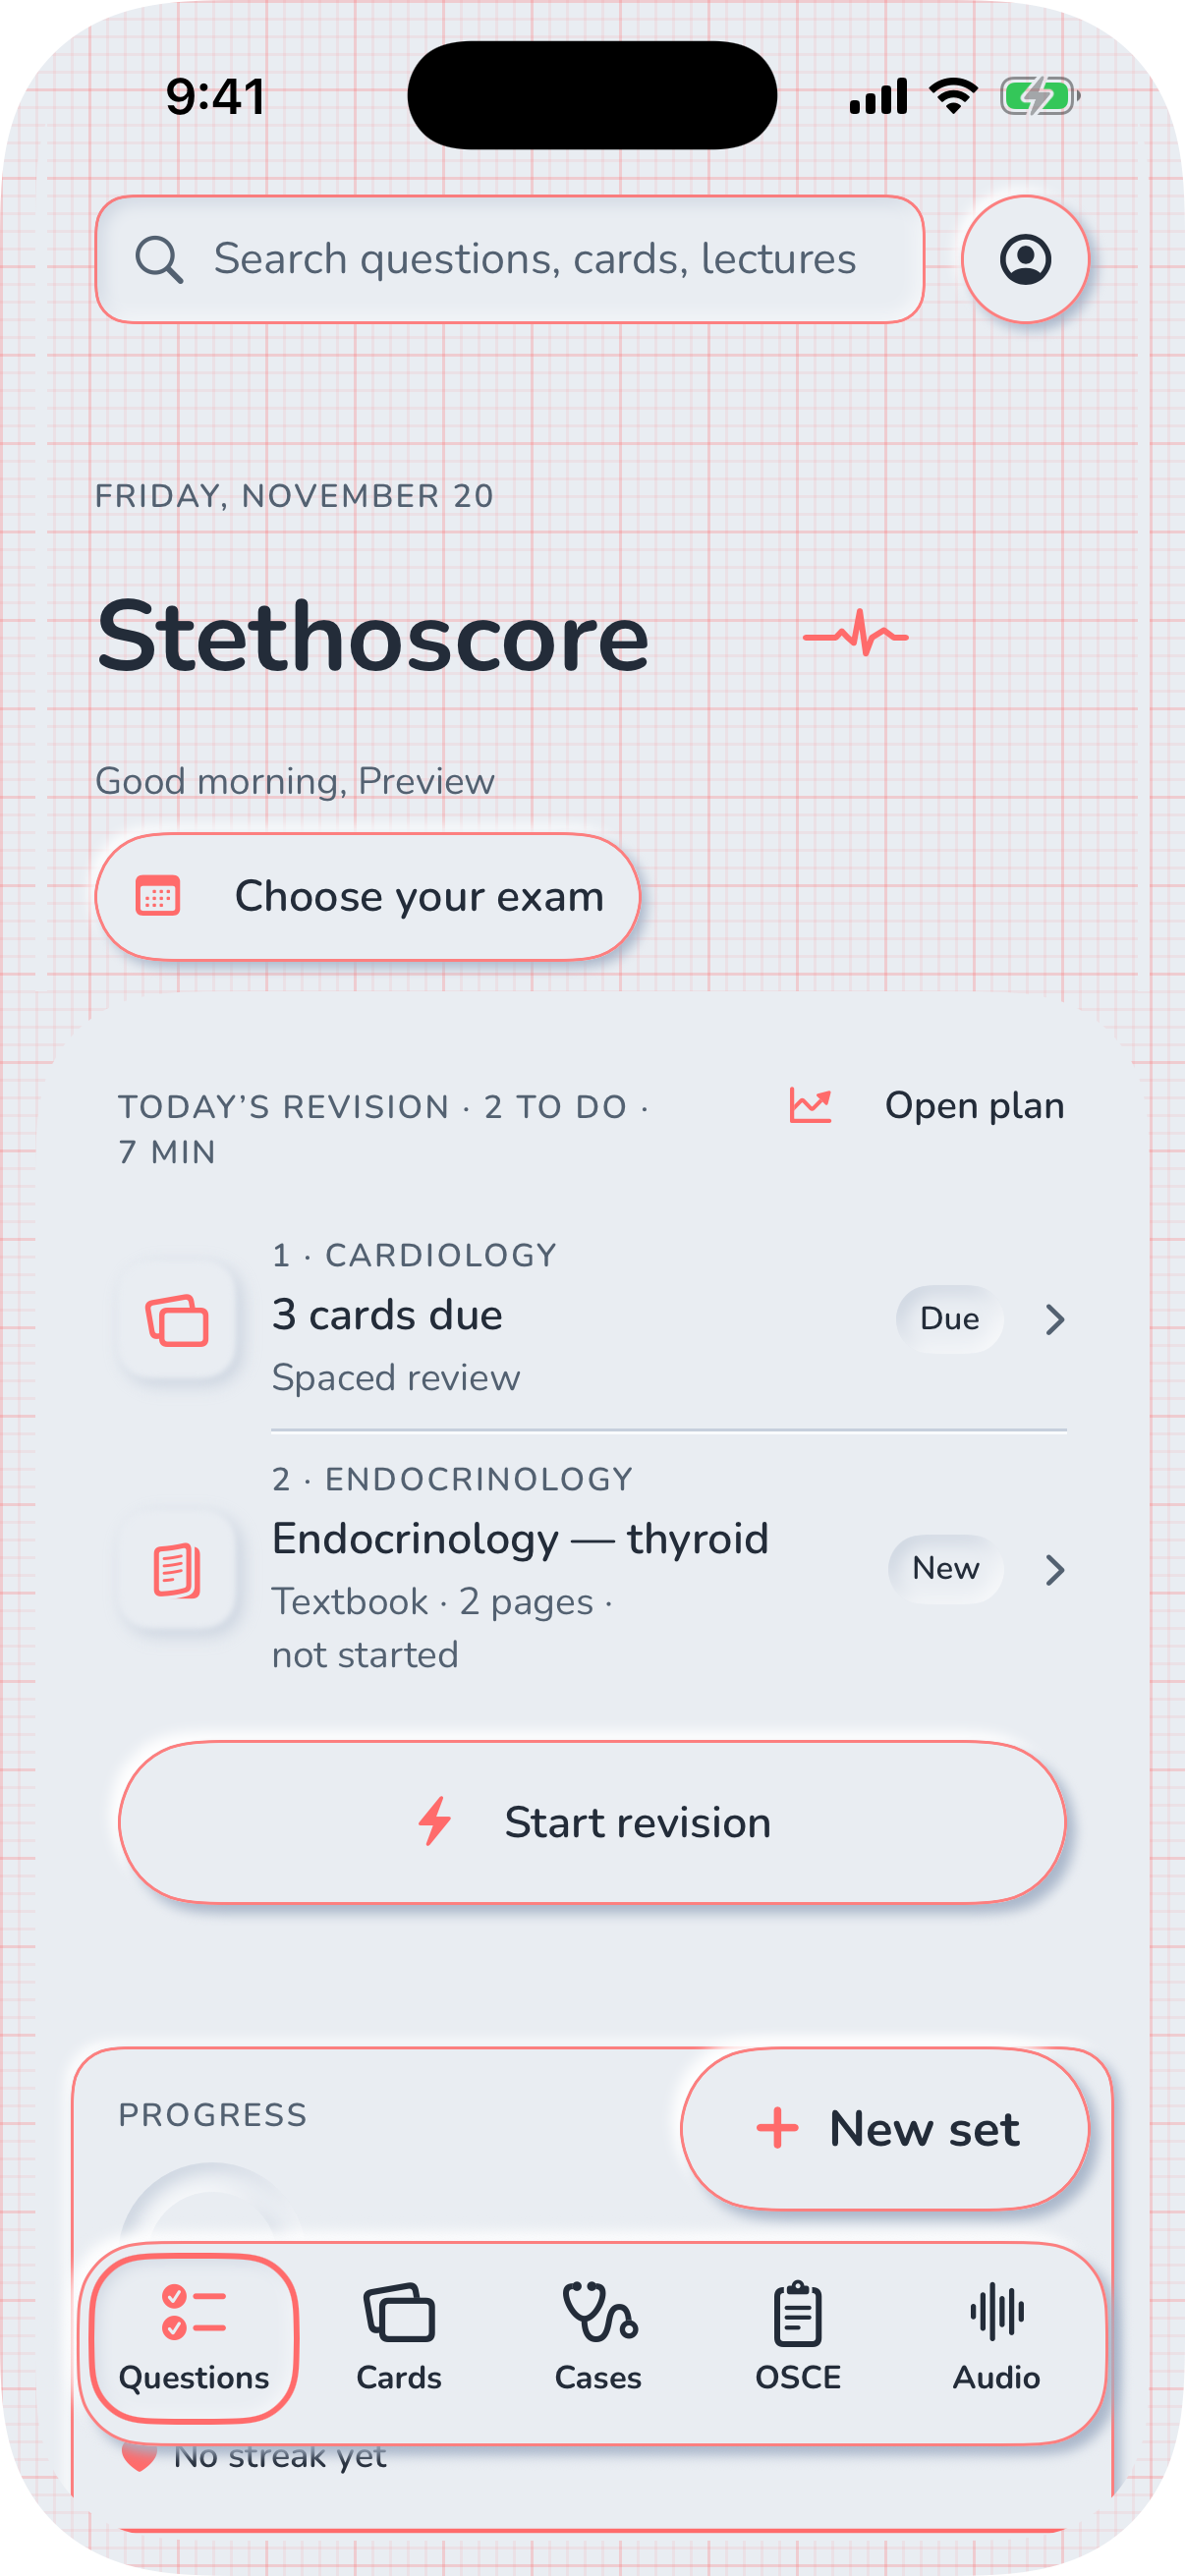 9:41
Search questions, cards, lectures
FRIDAY, NOVEMBER 20
Stethoscore
Good morning, Preview
Choose your exam
TODAY’S REVISION · 2 TO DO ·
7 MIN
Open plan
1 · CARDIOLOGY
3 cards due
Spaced review
Due
2 · ENDOCRINOLOGY
Endocrinology — thyroid
Textbook · 2 pages ·
not started
New
Start revision
PROGRESS
New set
Questions
Cards
Cases
OSCE
Audio
No streak yet